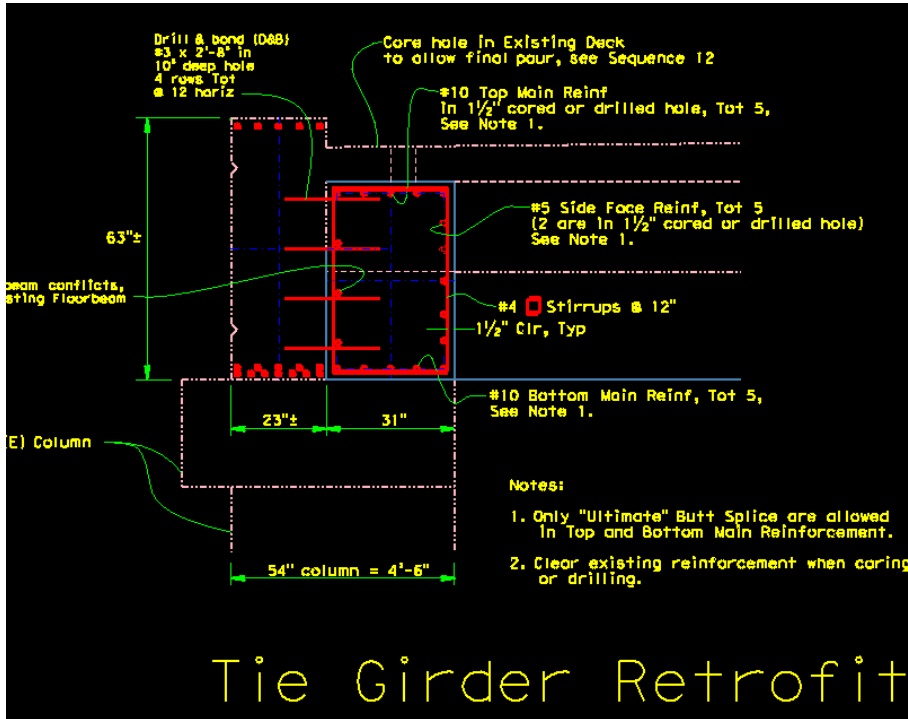 Drill & bond (D&B)
#3 x 2'-8" in
10" deep hole
4 rows Tot
@ 12 horiz
Core hole in Existing Deck
to allow final pour, see Sequence 12
#10 Top Main Reinf
in 1½" cored or drilled hole, Tot 5,
See Note 1.
#5 Side Face Reinf, Tot 5
(2 are in 1½" cored or drilled hole)
See Note 1.
63"±
beam conflicts,
sting Floorbeam
#4 Stirrups @ 12"
1½" Clr, Typ
#10 Bottom Main Reinf, Tot 5,
See Note 1.
23"±
31"
(E) Column
Notes:
1. Only "Ultimate" Butt Splice are allowed
in Top and Bottom Main Reinforcement.
2. Clear existing reinforcement when coring
or drilling.
54" column = 4'-6"
Tie Girder Retrofit